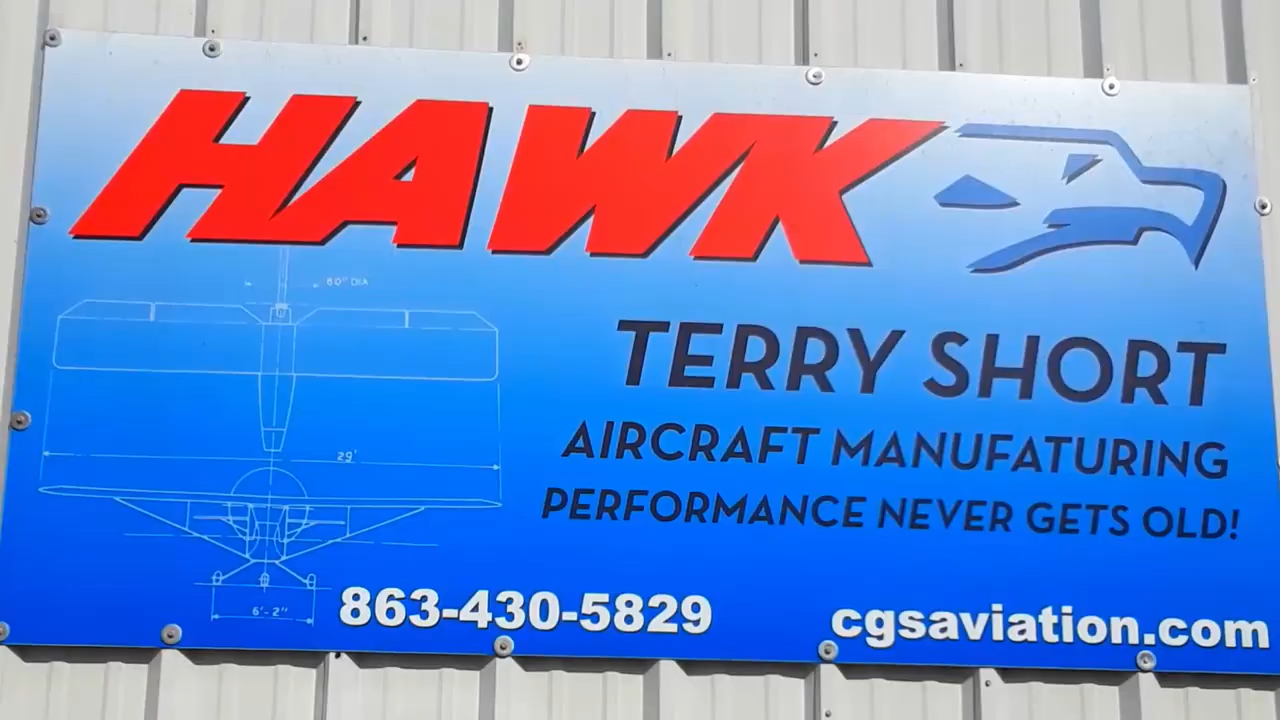 HAWK
60" DIA
TERRY SHORT
AIRCRAFT MANUFATURING
29'
PERFORMANCE NEVER GETS OLD!
6'-2"
863-430-5829
cgsaviation.com